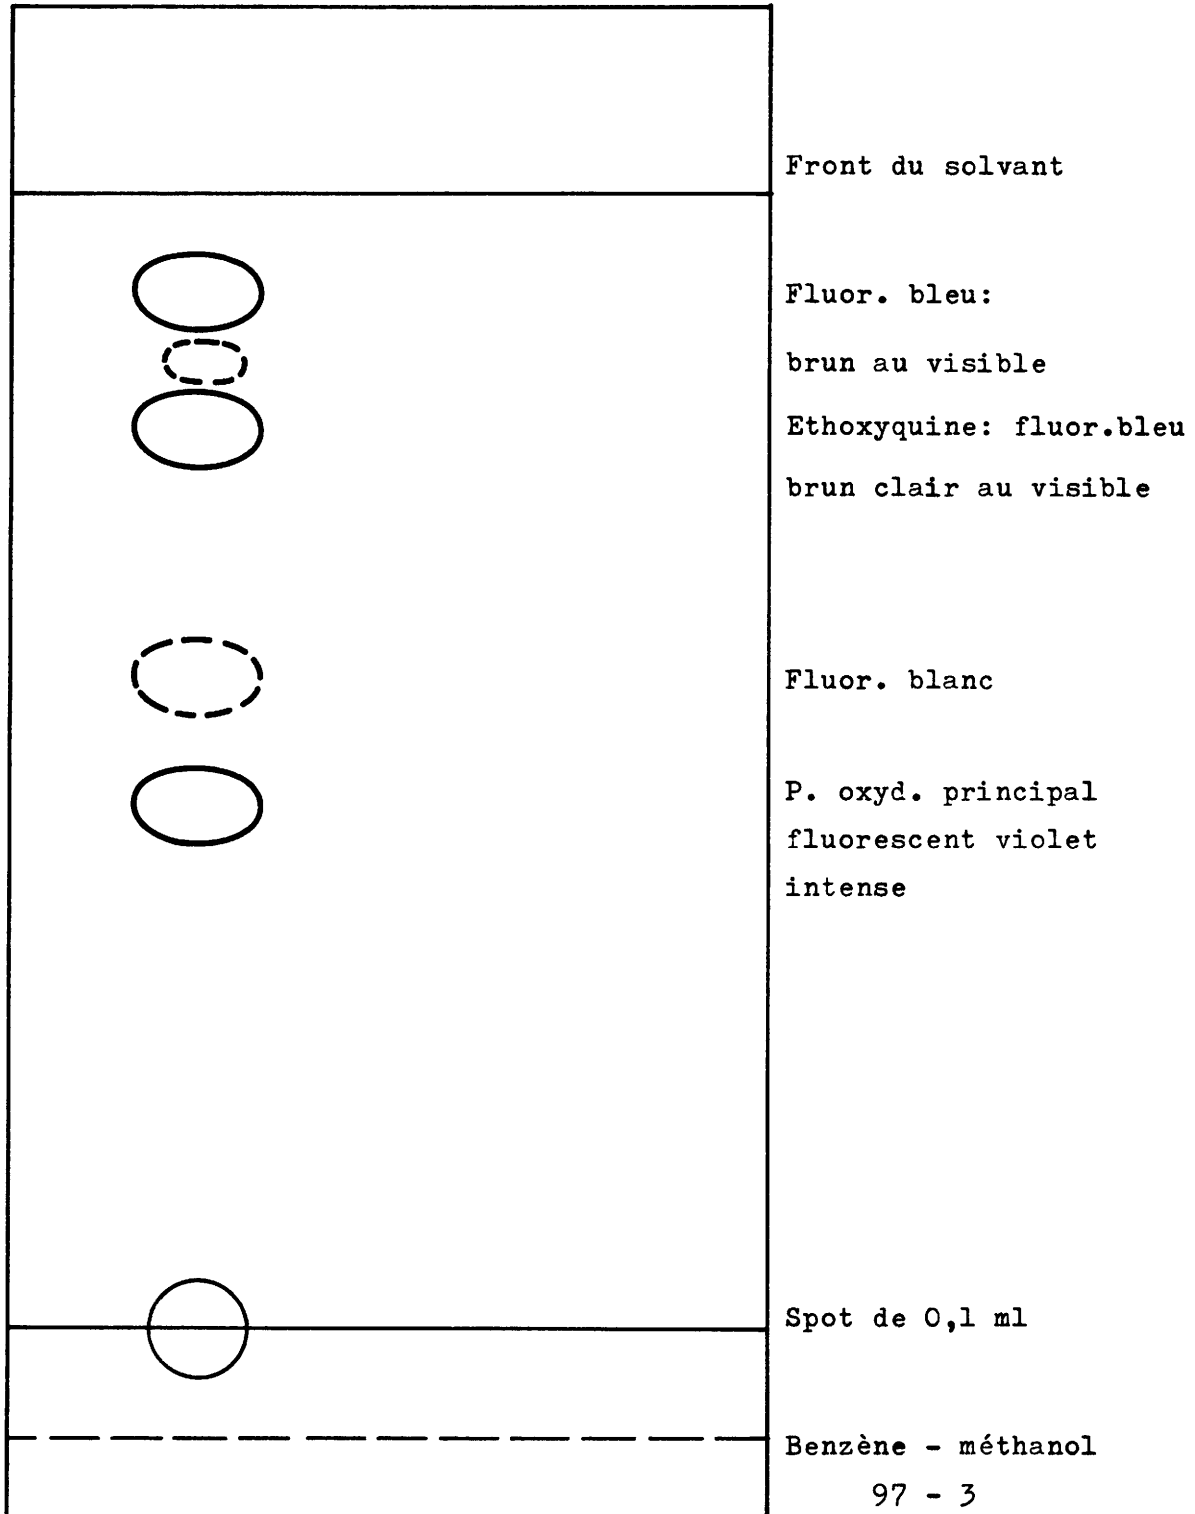 Front du solvant
Fluor. bleu:
brun au visible
Ethoxyquine: fluor.bleu
brun clair au visible
Fluor. blanc
P. oxyd. principal
fluorescent violet
intense
Spot de 0,1 ml
Benzène - méthanol
97 - 3